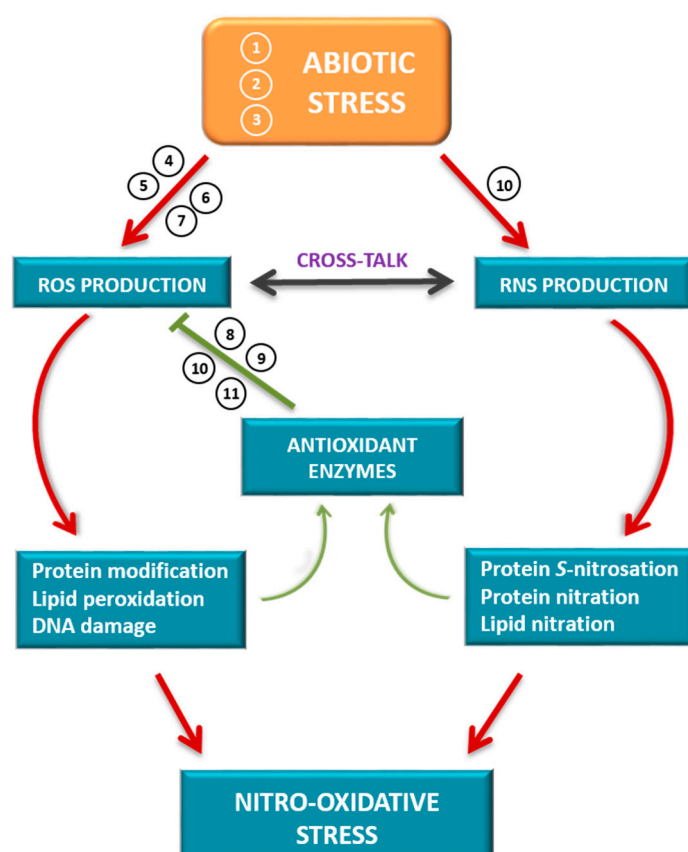 1
ABIOTIC
2
STRESS
3
4
5
6
7
10
CROSS-TALK
ROS PRODUCTION
RNS PRODUCTION
8
9
10
11
ANTIOXIDANT
ENZYMES
Protein modification
Lipid peroxidation
DNA damage
Protein S-nitrosation
Protein nitration
Lipid nitration
NITRO-OXIDATIVE
STRESS